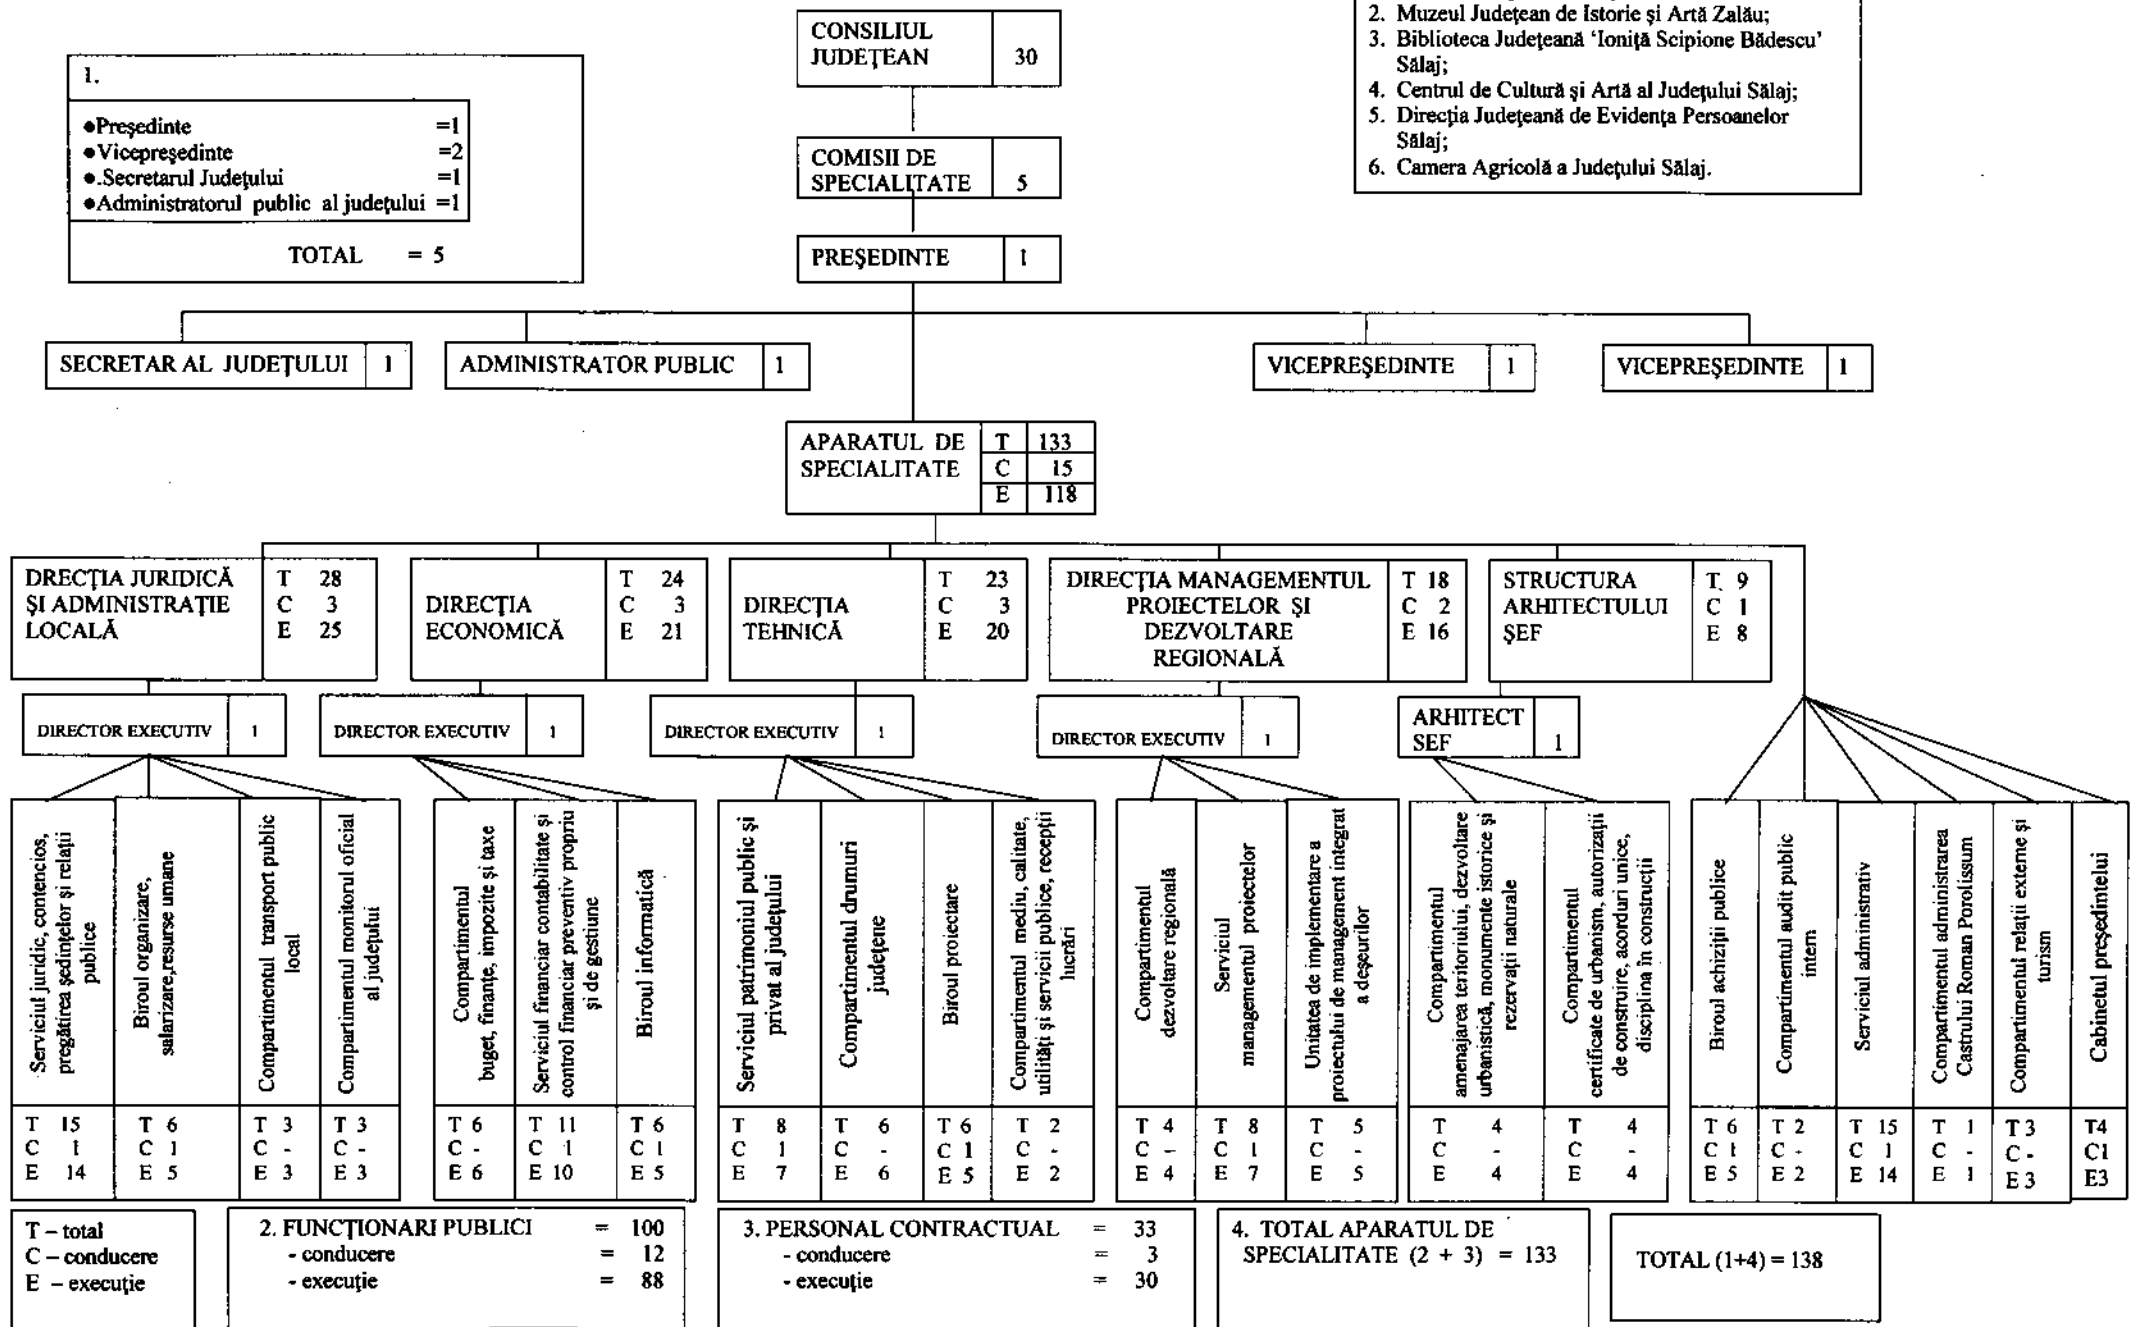 2. Muzeul Județean de Istorie și Artă Zalău;
3. Biblioteca Județeană ‘Ioniță Scipione Bădescu’
Sălaj;
4. Centrul de Cultură și Artă al Județului Sălaj;
5. Direcția Județeană de Evidența Persoanelor
Sălaj;
6. Camera Agricolă a Județului Sălaj.
CONSILIUL
JUDEȚEAN 30
1.
●Președinte =1
●Vicepreședinte =2
●.Secretarul Județului =1
●Administratorul public al județului =1
TOTAL = 5
COMISII DE
SPECIALITATE 5
PREȘEDINTE 1
SECRETAR AL JUDEȚULUI 1
ADMINISTRATOR PUBLIC 1
VICEPREȘEDINTE 1
VICEPREȘEDINTE 1
APARATUL DE
SPECIALITATE
T 133
C 15
E 118
DRECȚIA JURIDICĂ
ȘI ADMINISTRAȚIE
LOCALĂ
T 28
C 3
E 25
DIRECȚIA
ECONOMICĂ
T 24
C 3
E 21
DIRECȚIA
TEHNICĂ
T 23
C 3
E 20
DIRECȚIA MANAGEMENTUL
PROIECTELOR ȘI
DEZVOLTARE
REGIONALĂ
T 18
C 2
E 16
STRUCTURA
ARHITECTULUI
ȘEF
T. 9
C 1
E 8
DIRECTOR EXECUTIV 1
DIRECTOR EXECUTIV 1
DIRECTOR EXECUTIV 1
DIRECTOR EXECUTIV 1
ARHITECT
SEF 1
Serviciul juridic, contencios,
pregătirea ședințelor și relații
publice
T 15
C 1
E 14
Biroul organizare,
salarizare,resurse umane
T 6
C 1
E 5
Compartimentul transport public
local
T 3
C -
E 3
Compartimentul monitorul oficial
al județului
T 3
C -
E 3
Compartimentul
buget, finanțe, impozite și taxe
T 6
C -
E 6
Serviciul financiar contabilitate și
control financiar preventiv propriu
și de gestiune
T 11
C 1
E 10
Biroul informatică
T 6
C 1
E 5
Serviciul patrimoniul public și
privat al județului
T 8
C 1
E 7
Compartimentul drumuri
județene
T 6
C -
E 6
Biroul proiectare
T 6
C 1
E 5
Compartimentul mediu, calitate,
utilități și servicii publice, recepții
lucrări
T 2
C -
E 2
Compartimentul
dezvoltare regională
T 4
C -
E 4
Serviciul
managementul proiectelor
T 8
C 1
E 7
Unitatea de implementare a
proiectului de management integrat
a deșeurilor
T 5
C -
E 5
Compartimentul
amenajarea teritoriului, dezvoltare
urbanistică, monumente istorice și
rezervații naturale
T 4
C -
E 4
Compartimentul
certificate de urbanism, autorizații
de construire, acorduri unice,
disciplina în construcții
T 4
C -
E 4
Biroul achiziții publice
T 6
C 1
E 5
Compartimentul audit public
intern
T 2
C -
E 2
Serviciul administrativ
T 15
C 1
E 14
Compartimentul administrarea
Castrului Roman Porolissum
T 1
C -
E 1
Compartimentul relații externe și
turism
T 3
C -
E 3
Cabinetul președintelui
T4
C1
E3
T – total
C – conducere
E – execuție
2. FUNCȚIONARI PUBLICI = 100
- conducere = 12
- execuție = 88
3. PERSONAL CONTRACTUAL = 33
- conducere = 3
- execuție = 30
4. TOTAL APARATUL DE
SPECIALITATE (2 + 3) = 133
TOTAL (1+4) = 138